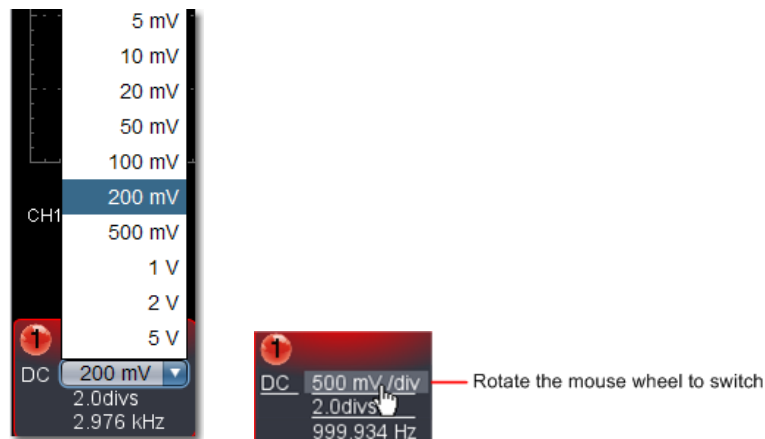 5 mV
10 mV
20 mV
50 mV
100 mV
200 mV
CH1
500 mV
1 V
2 V
5 V
1
DC 200 mV
2.0divs
2.976 kHz
1
DC 500 mV /div
2.0divs
999.934 Hz
Rotate the mouse wheel to switch